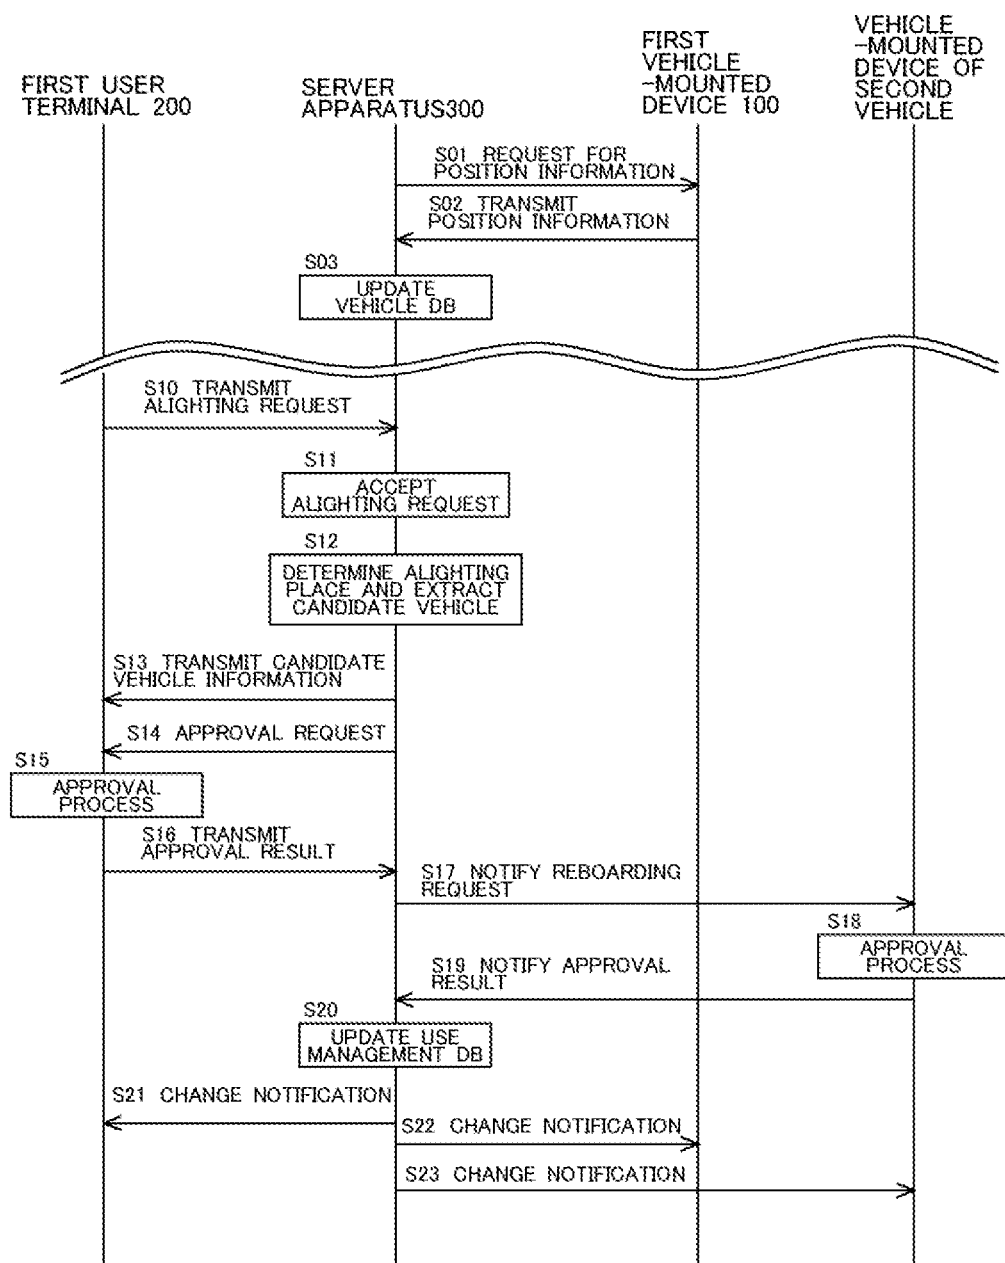 FIRST USER
TERMINAL 200
SERVER
APPARATUS300
FIRST
VEHICLE
-MOUNTED
DEVICE 100
VEHICLE
-MOUNTED
DEVICE OF
SECOND
VEHICLE
S01 REQUEST FOR
POSITION INFORMATION
S02 TRANSMIT
POSITION INFORMATION
S03
UPDATE
VEHICLE DB
S10 TRANSMIT
ALIGHTING REQUEST
S11
ACCEPT
ALIGHTING REQUEST
S12
DETERMINE ALIGHTING
PLACE AND EXTRACT
CANDIDATE VEHICLE
S13 TRANSMIT CANDIDATE
VEHICLE INFORMATION
S14 APPROVAL REQUEST
S15
APPROVAL
PROCESS
S16 TRANSMIT
APPROVAL RESULT
S17 NOTIFY REBOARDING
REQUEST
S18
APPROVAL
PROCESS
S19 NOTIFY APPROVAL
RESULT
S20
UPDATE USE
MANAGEMENT DB
S21 CHANGE NOTIFICATION
S22 CHANGE NOTIFICATION
S23 CHANGE NOTIFICATION